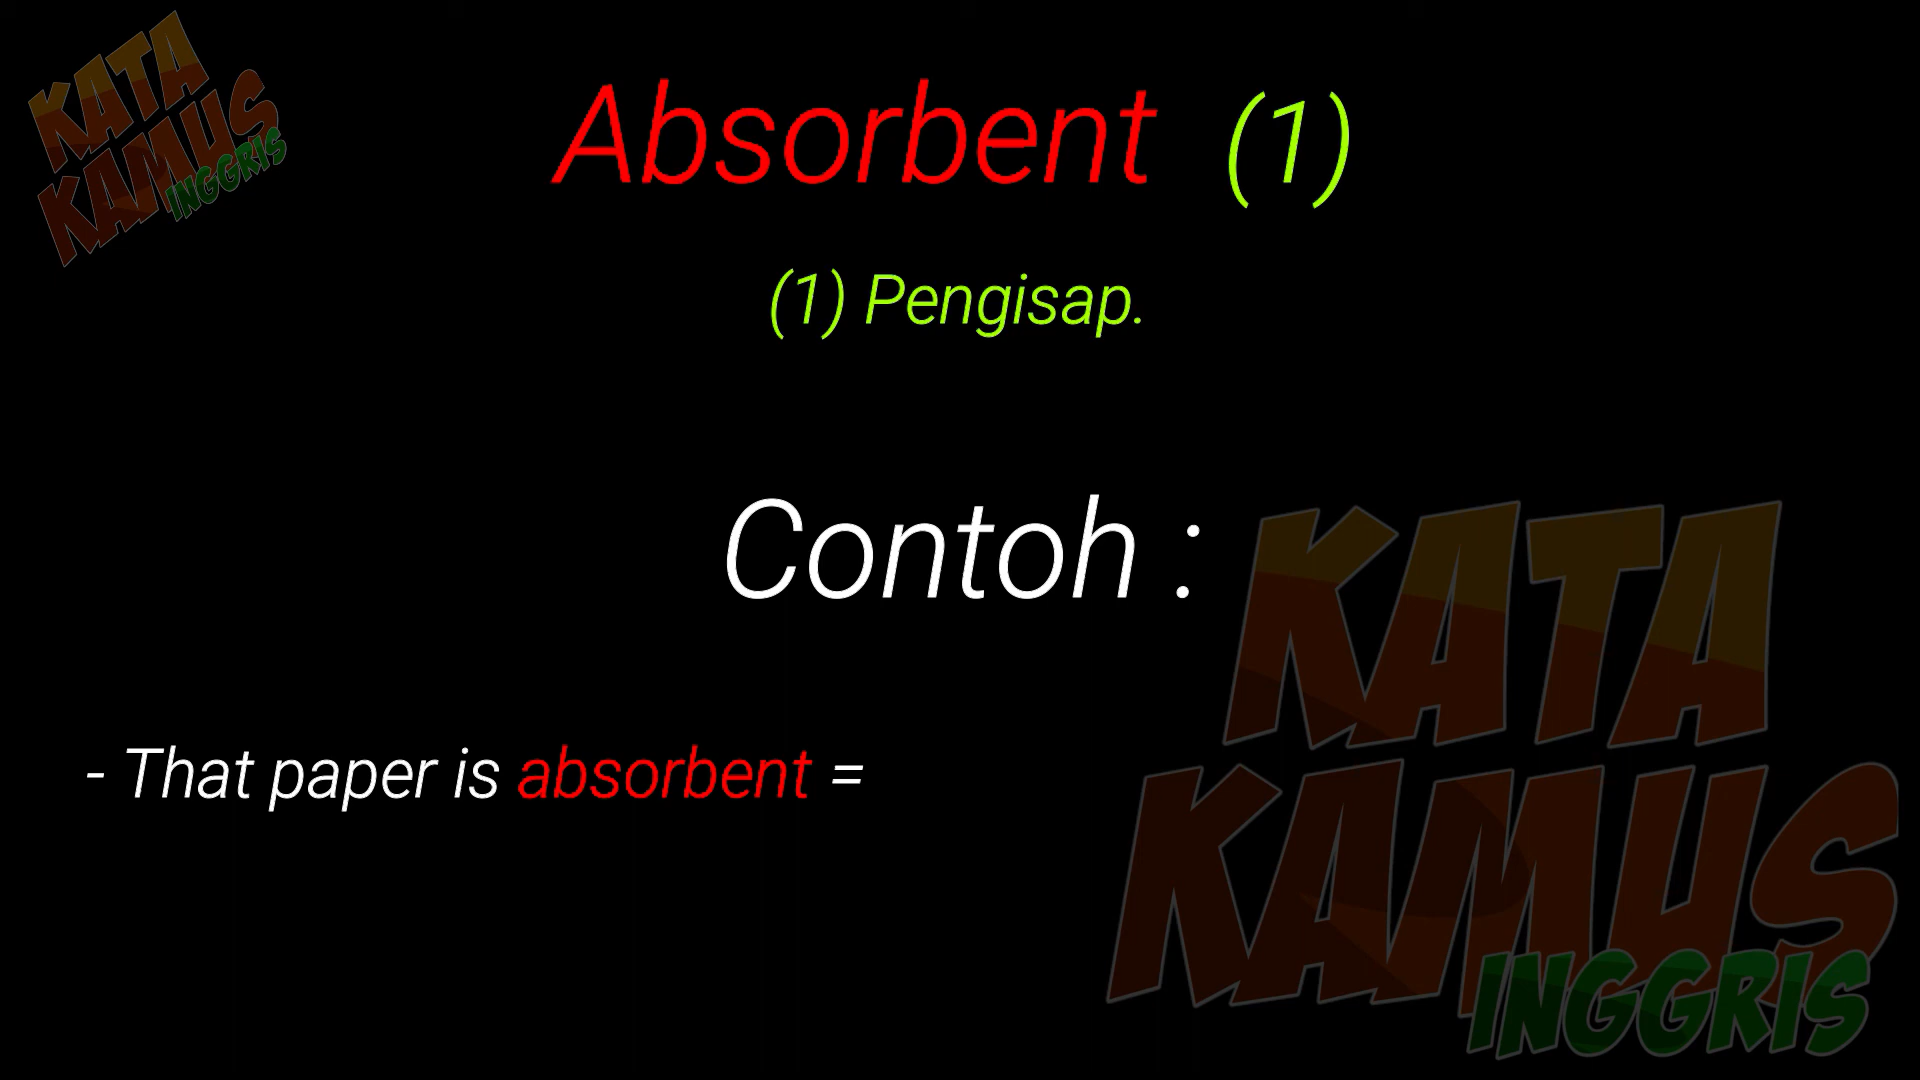 KATA
KAMUS
INGGRIS
Absorbent (1)
(1) Pengisap.
Contoh :
- That paper is absorbent =
KATA
KAMUS
INGGRIS